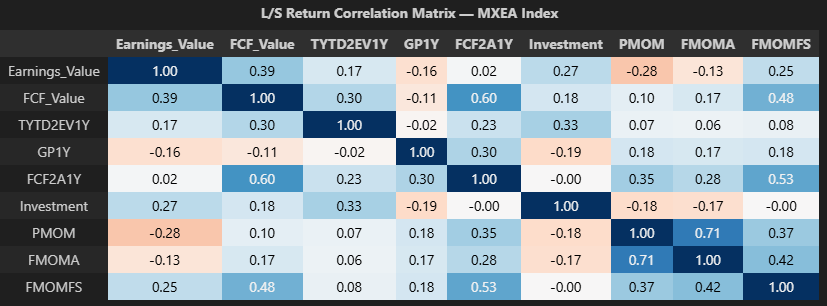 L/S Return Correlation Matrix — MXEA Index
Earnings_Value FCF_Value TYTD2EV1Y GP1Y FCF2A1Y Investment PMOM FMOMA FMOMFS
Earnings_Value 1.00 0.39 0.17 -0.16 0.02 0.27 -0.28 -0.13 0.25
FCF_Value 0.39 1.00 0.30 -0.11 0.60 0.18 0.10 0.17 0.48
TYTD2EV1Y 0.17 0.30 1.00 -0.02 0.23 0.33 0.07 0.06 0.08
GP1Y -0.16 -0.11 -0.02 1.00 0.30 -0.19 0.18 0.17 0.18
FCF2A1Y 0.02 0.60 0.23 0.30 1.00 -0.00 0.35 0.28 0.53
Investment 0.27 0.18 0.33 -0.19 -0.00 1.00 -0.18 -0.17 -0.00
PMOM -0.28 0.10 0.07 0.18 0.35 -0.18 1.00 0.71 0.37
FMOMA -0.13 0.17 0.06 0.17 0.28 -0.17 0.71 1.00 0.42
FMOMFS 0.25 0.48 0.08 0.18 0.53 -0.00 0.37 0.42 1.00